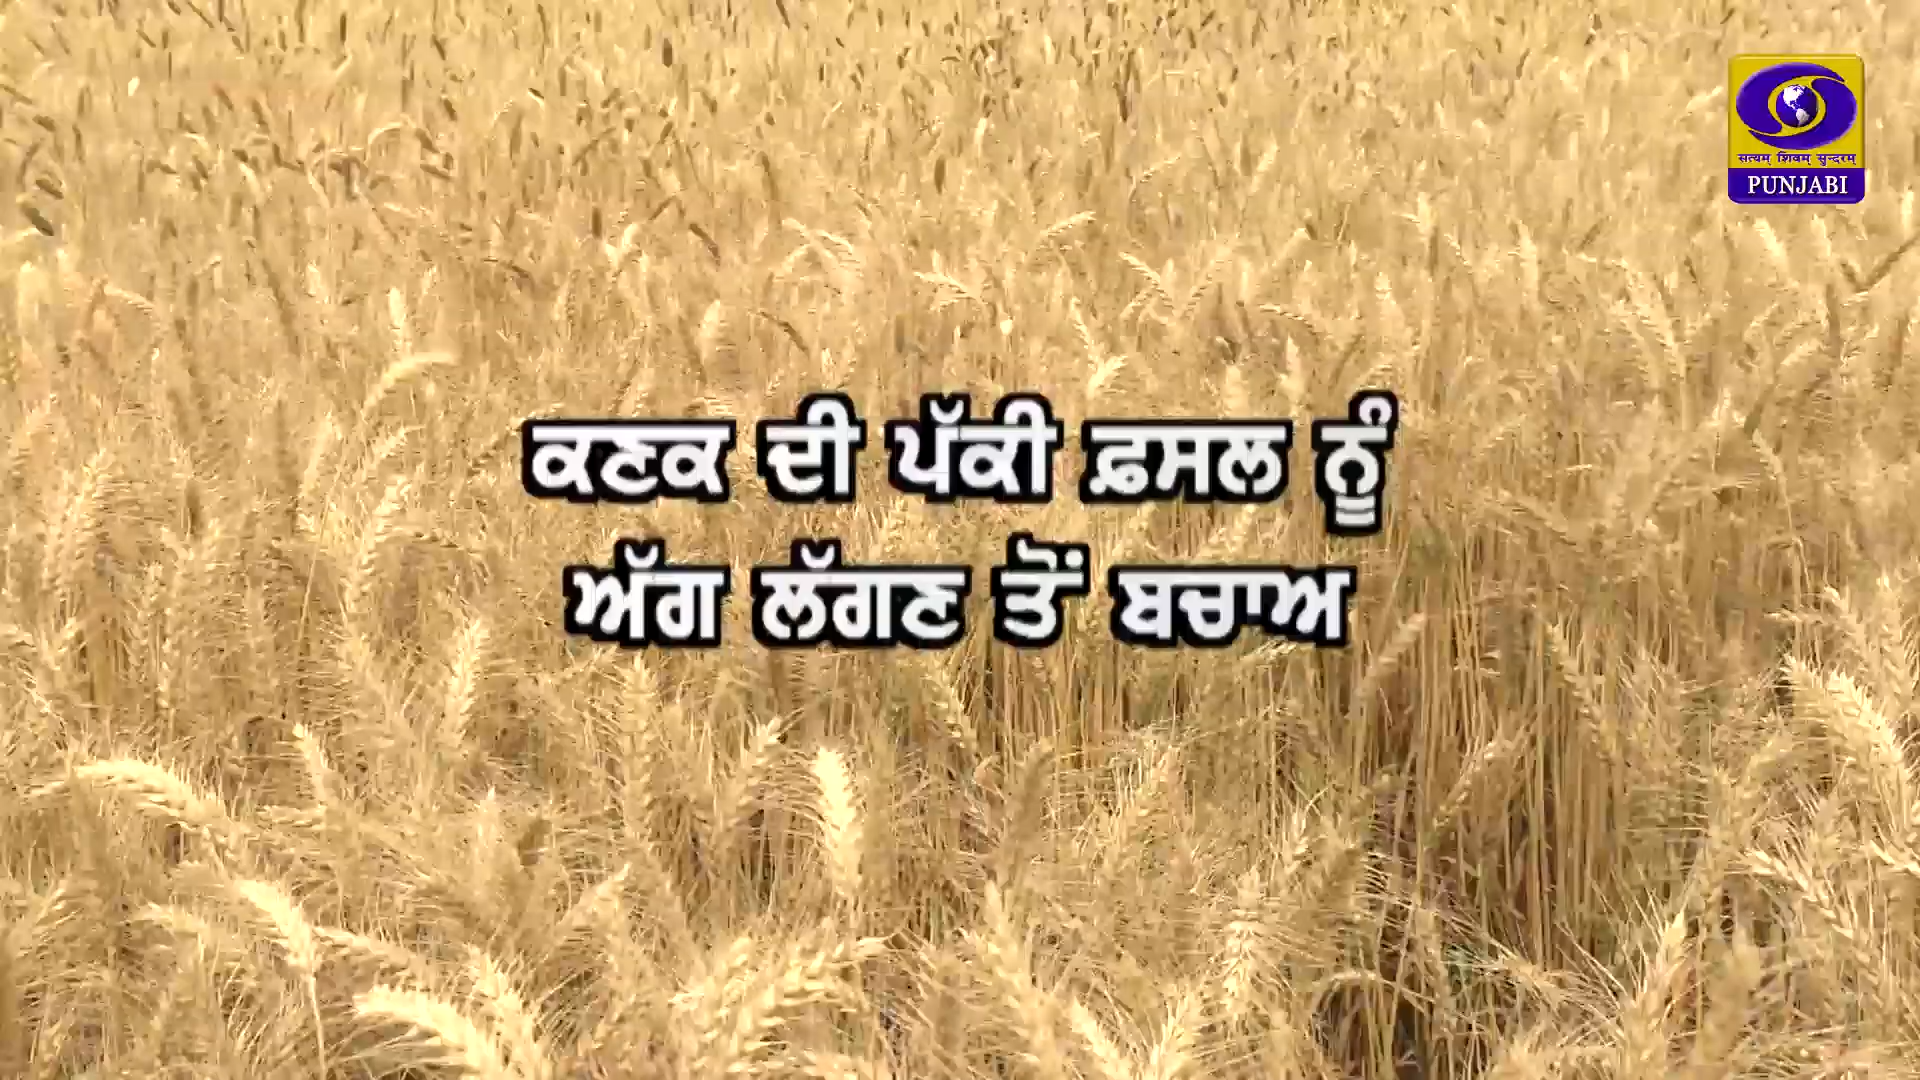 सत्यम् शिवम् सुन्दरम्
PUNJABI
ਕਣਕ ਦੀ ਪੱਕੀ ਫ਼ਸਲ ਨੂੰ
ਅੱਗ ਲੱਗਣ ਤੋਂ ਬਚਾਅ